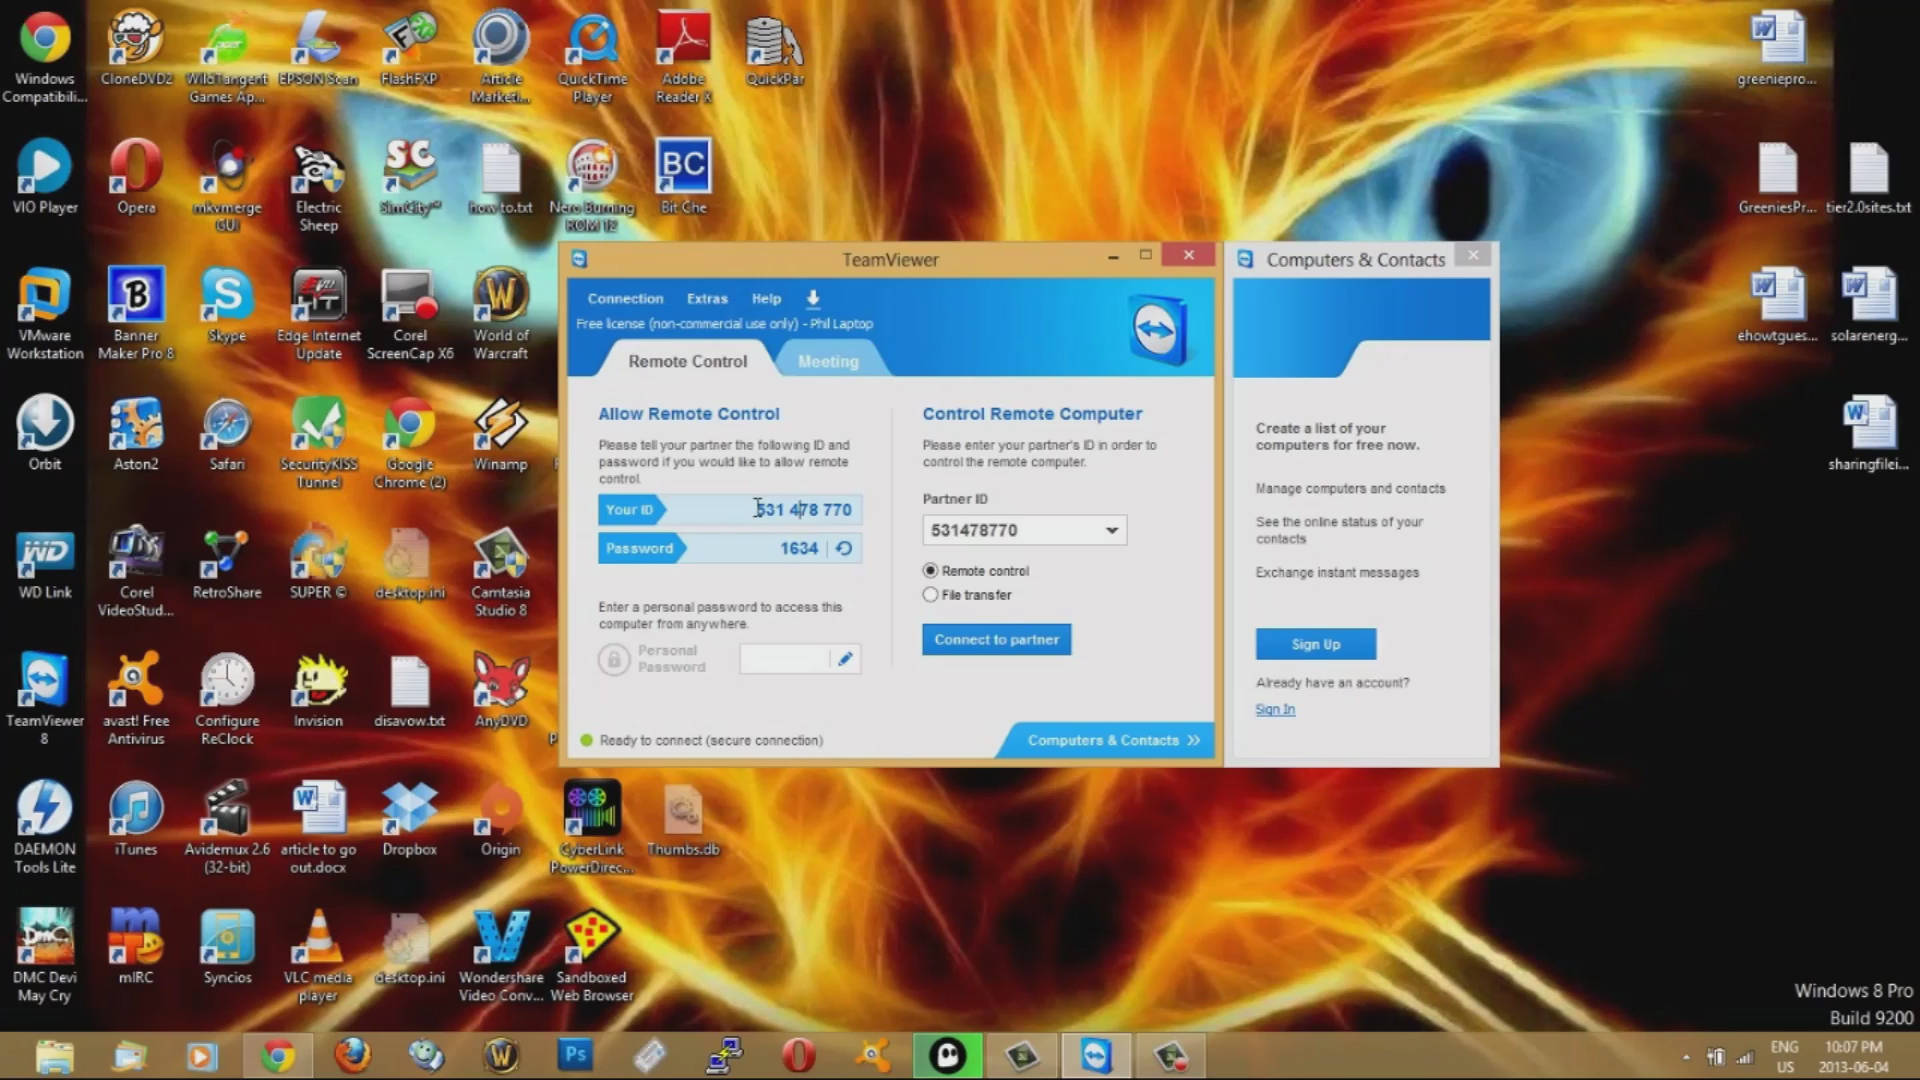 Windows
Compatibili...
CloneDVD2
WildTangent
Games Ap...
EPSON Scan
FlashFXP
Article
Marketi...
QuickTime
Player
Adobe
Reader X
QuickPar
greeniepro...
VIO Player
Opera
mkvmerge
GUI
Electric
Sheep
SC
SimCity™
how-to.txt
Nero Burning
ROM 12
BC
Bit Che
GreeniesPr...
tier2.0sites.txt
VMware
Workstation
B
Banner
Maker Pro 8
Skype
Edge Internet
Update
Corel
ScreenCap X6
World of
Warcraft
ehowtgues...
solarenerg...
Orbit
Aston2
Safari
SecurityKISS
Tunnel
Google
Chrome (2)
Winamp
sharingfilei...
WD
WD Link
Corel
VideoStud...
RetroShare
SUPER ©
desktop.ini
Camtasia
Studio 8
TeamViewer
8
avast! Free
Antivirus
Configure
ReClock
Invision
disavow.txt
AnyDVD
DAEMON
Tools Lite
iTunes
Avidemux 2.6
(32-bit)
article to go
out.docx
Dropbox
Origin
CyberLink
PowerDirec...
Thumbs.db
DMC Devi
May Cry
mIRC
Syncios
VLC media
player
desktop.ini
Wondershare
Video Conv...
Sandboxed
Web Browser
TeamViewer
Connection Extras Help
Free license (non-commercial use only) - Phil Laptop
Remote Control
Meeting
Allow Remote Control
Please tell your partner the following ID and
password if you would like to allow remote
control.
Your ID
531 478 770
Password
1634
Enter a personal password to access this
computer from anywhere.
Personal
Password
Control Remote Computer
Please enter your partner's ID in order to
control the remote computer.
Partner ID
531478770
Remote control
File transfer
Connect to partner
Ready to connect (secure connection)
Computers & Contacts
Computers & Contacts
Create a list of your
computers for free now.
Manage computers and contacts
See the online status of your
contacts
Exchange instant messages
Sign Up
Already have an account?
Sign In
Windows 8 Pro
Build 9200
Ps
ENG
US
10:07 PM
2013-06-04